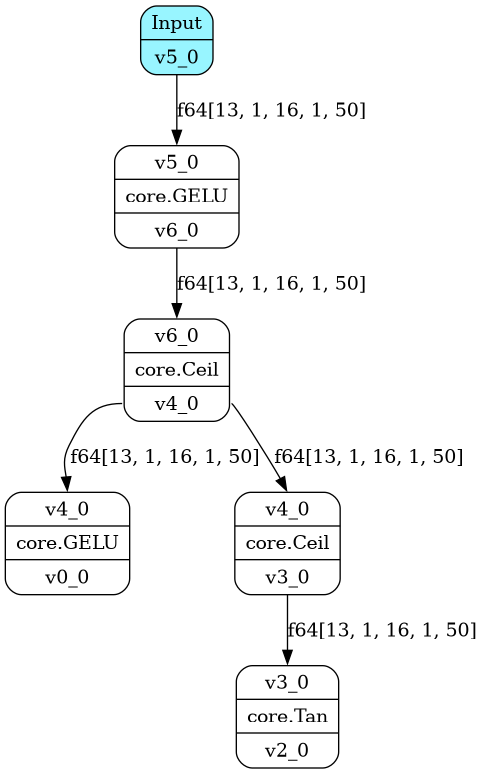 Input
v5_0
f64[13, 1, 16, 1, 50]
v5_0
core.GELU
v6_0
f64[13, 1, 16, 1, 50]
v6_0
core.Ceil
v4_0
f64[13, 1, 16, 1, 50]
f64[13, 1, 16, 1, 50]
v4_0
core.GELU
v0_0
v4_0
core.Ceil
v3_0
f64[13, 1, 16, 1, 50]
v3_0
core.Tan
v2_0